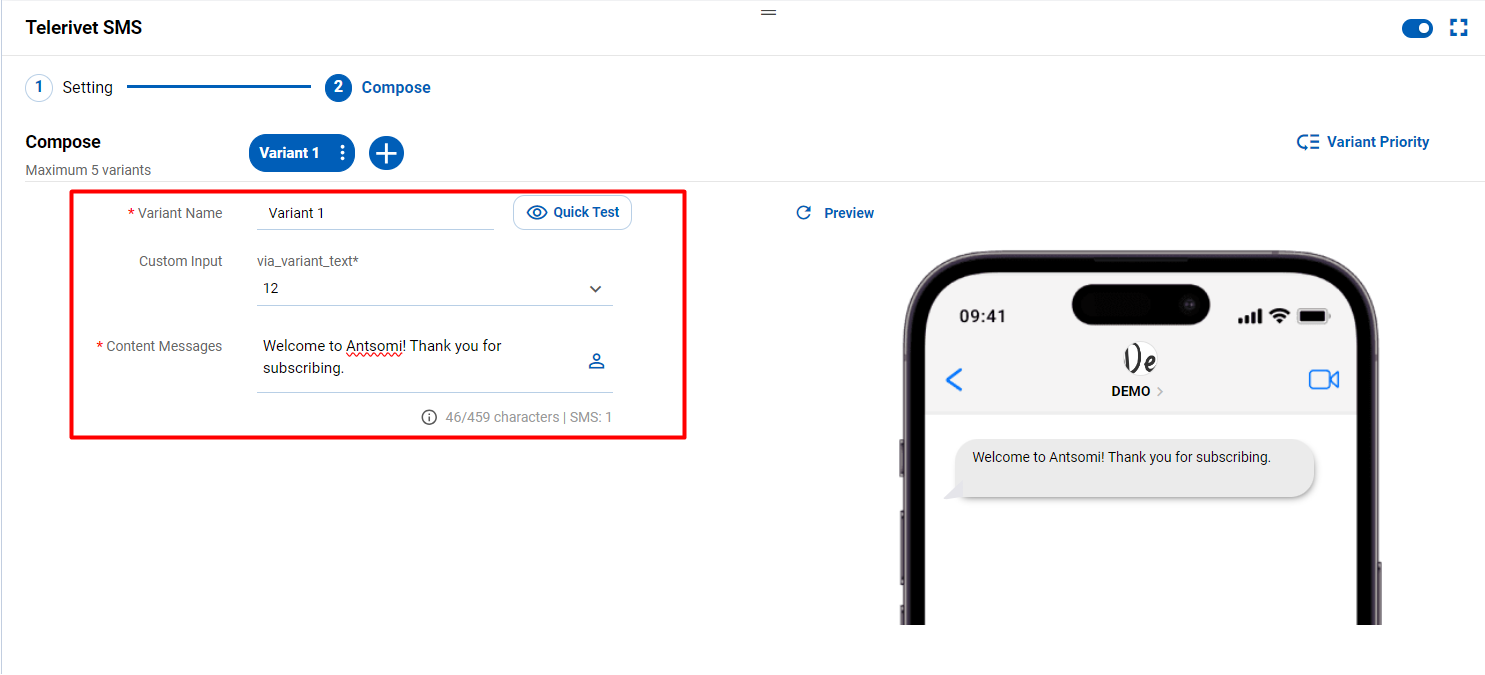 Telerivet SMS
1 Setting 2 Compose
Compose
Maximum 5 variants
Variant 1
Variant Priority
* Variant Name Variant 1 Quick Test
Custom Input via_variant_text*
12
* Content Messages Welcome to Antsomi! Thank you for
subscribing.
46/459 characters | SMS: 1
Preview
09:41
De
DEMO
Welcome to Antsomi! Thank you for subscribing.